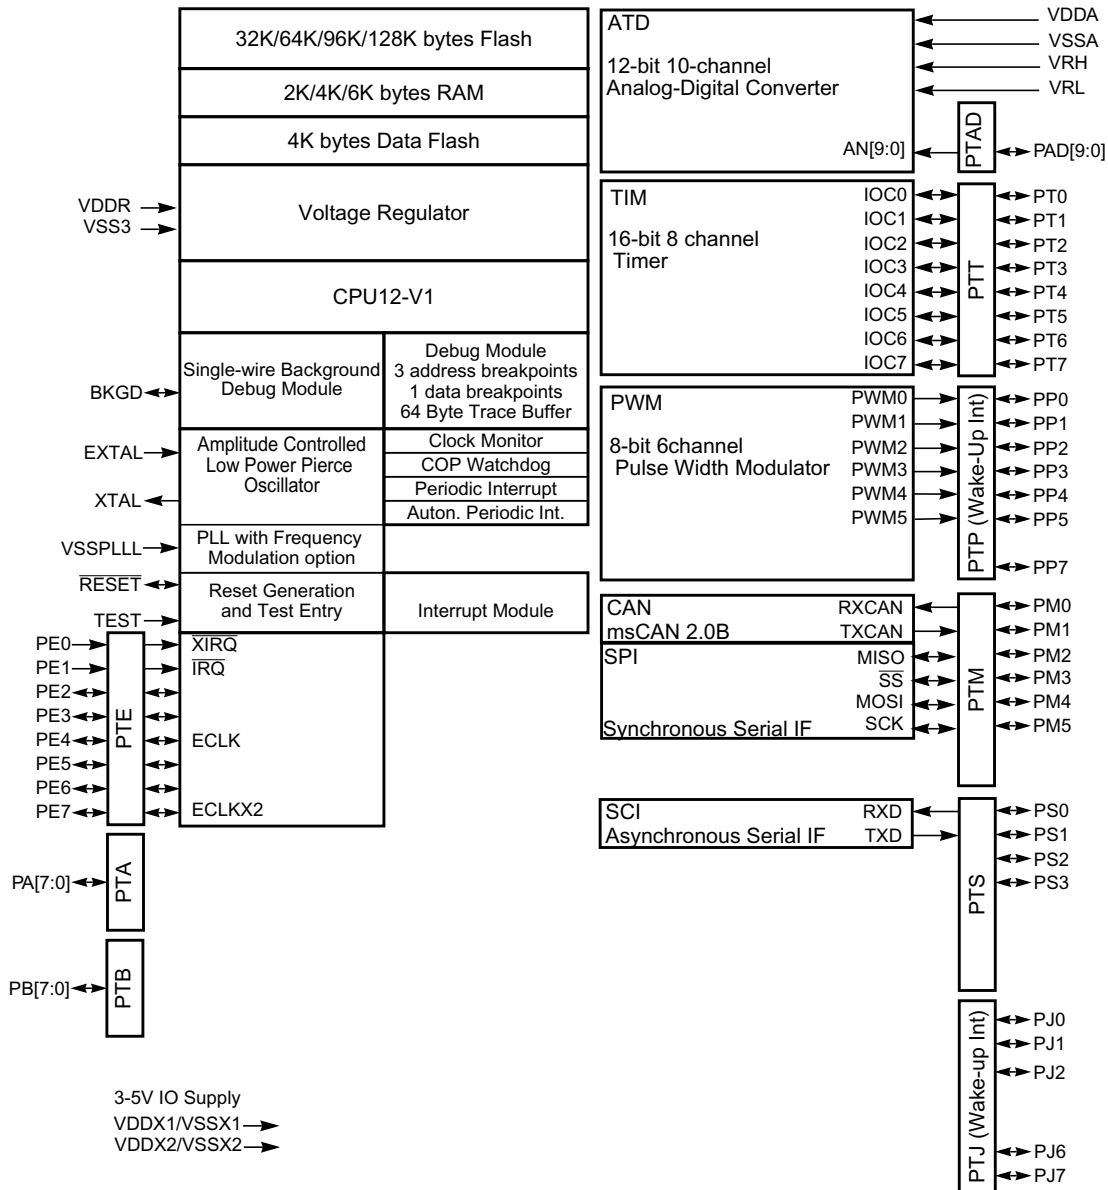 32K/64K/96K/128K bytes Flash
2K/4K/6K bytes RAM
4K bytes Data Flash
VDDR
VSS3
Voltage Regulator
CPU12-V1
BKGD
Single-wire Background
Debug Module
Debug Module
3 address breakpoints
1 data breakpoints
64 Byte Trace Buffer
EXTAL
XTAL
Amplitude Controlled
Low Power Pierce
Oscillator
Clock Monitor
COP Watchdog
Periodic Interrupt
Auton. Periodic Int.
VSSPLLL
PLL with Frequency
Modulation option
RESET
TEST
Reset Generation
and Test Entry
Interrupt Module
PE0
PE1
PE2
PE3
PE4
PE5
PE6
PE7
PTE
XIRQ
IRQ
ECLK
ECLKX2
PA[7:0]
PTA
PB[7:0]
PTB
3-5V IO Supply
VDDX1/VSSX1
VDDX2/VSSX2
ATD
12-bit 10-channel
Analog-Digital Converter
AN[9:0]
VDDA
VSSA
VRH
VRL
PTAD
PAD[9:0]
TIM
16-bit 8 channel
Timer
IOC0
IOC1
IOC2
IOC3
IOC4
IOC5
IOC6
IOC7
PTT
PT0
PT1
PT2
PT3
PT4
PT5
PT6
PT7
PWM
8-bit 6channel
Pulse Width Modulator
PWM0
PWM1
PWM2
PWM3
PWM4
PWM5
PTP (Wake-Up Int)
PP0
PP1
PP2
PP3
PP4
PP5
PP7
CAN
msCAN 2.0B
RXCAN
TXCAN
SPI
Synchronous Serial IF
MISO
SS
MOSI
SCK
PTM
PM0
PM1
PM2
PM3
PM4
PM5
SCI
Asynchronous Serial IF
RXD
TXD
PTS
PS0
PS1
PS2
PS3
PTJ (Wake-up Int)
PJ0
PJ1
PJ2
PJ6
PJ7